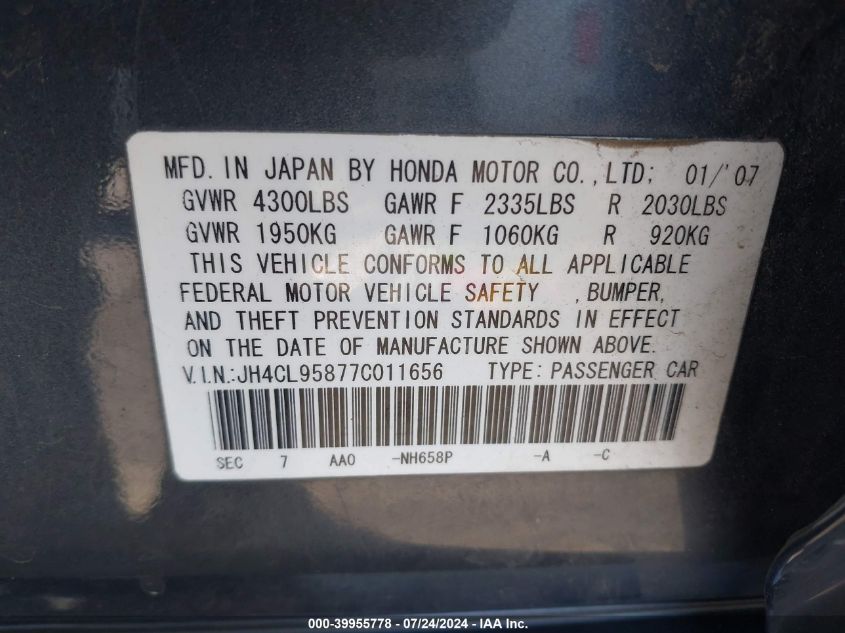 MFD. IN JAPAN BY HONDA MOTOR CO., LTD; 01/'07
GVWR 4300LBS GAWR F 2335LBS R 2030LBS
GVWR 1950KG GAWR F 1060KG R 920KG
THIS VEHICLE CONFORMS TO ALL APPLICABLE
FEDERAL MOTOR VEHICLE SAFETY , BUMPER,
AND THEFT PREVENTION STANDARDS IN EFFECT
ON THE DATE OF MANUFACTURE SHOWN ABOVE.
V.I.N.:JH4CL95877C011656 TYPE: PASSENGER CAR
SEC 7 AA0 -NH658P -A -C
000-39955778 - 07/24/2024 - IAA Inc.